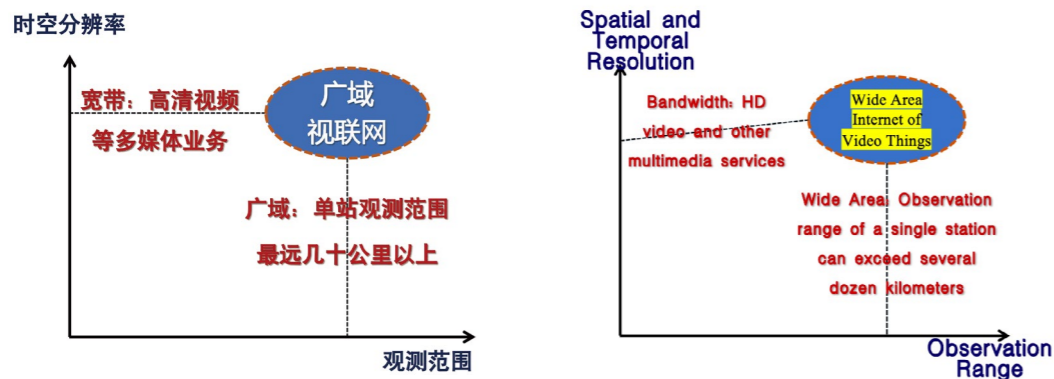 时空分辨率
宽带：高清视频
等多媒体业务
广域
视联网
广域：单站观测范围
最远几十公里以上
观测范围
Spatial and
Temporal
Resolution
Bandwidth: HD
video and other
multimedia services
Wide Area
Internet of
Video Things
Wide Area: Observation
range of a single station
can exceed several
dozen kilometers
Observation
Range